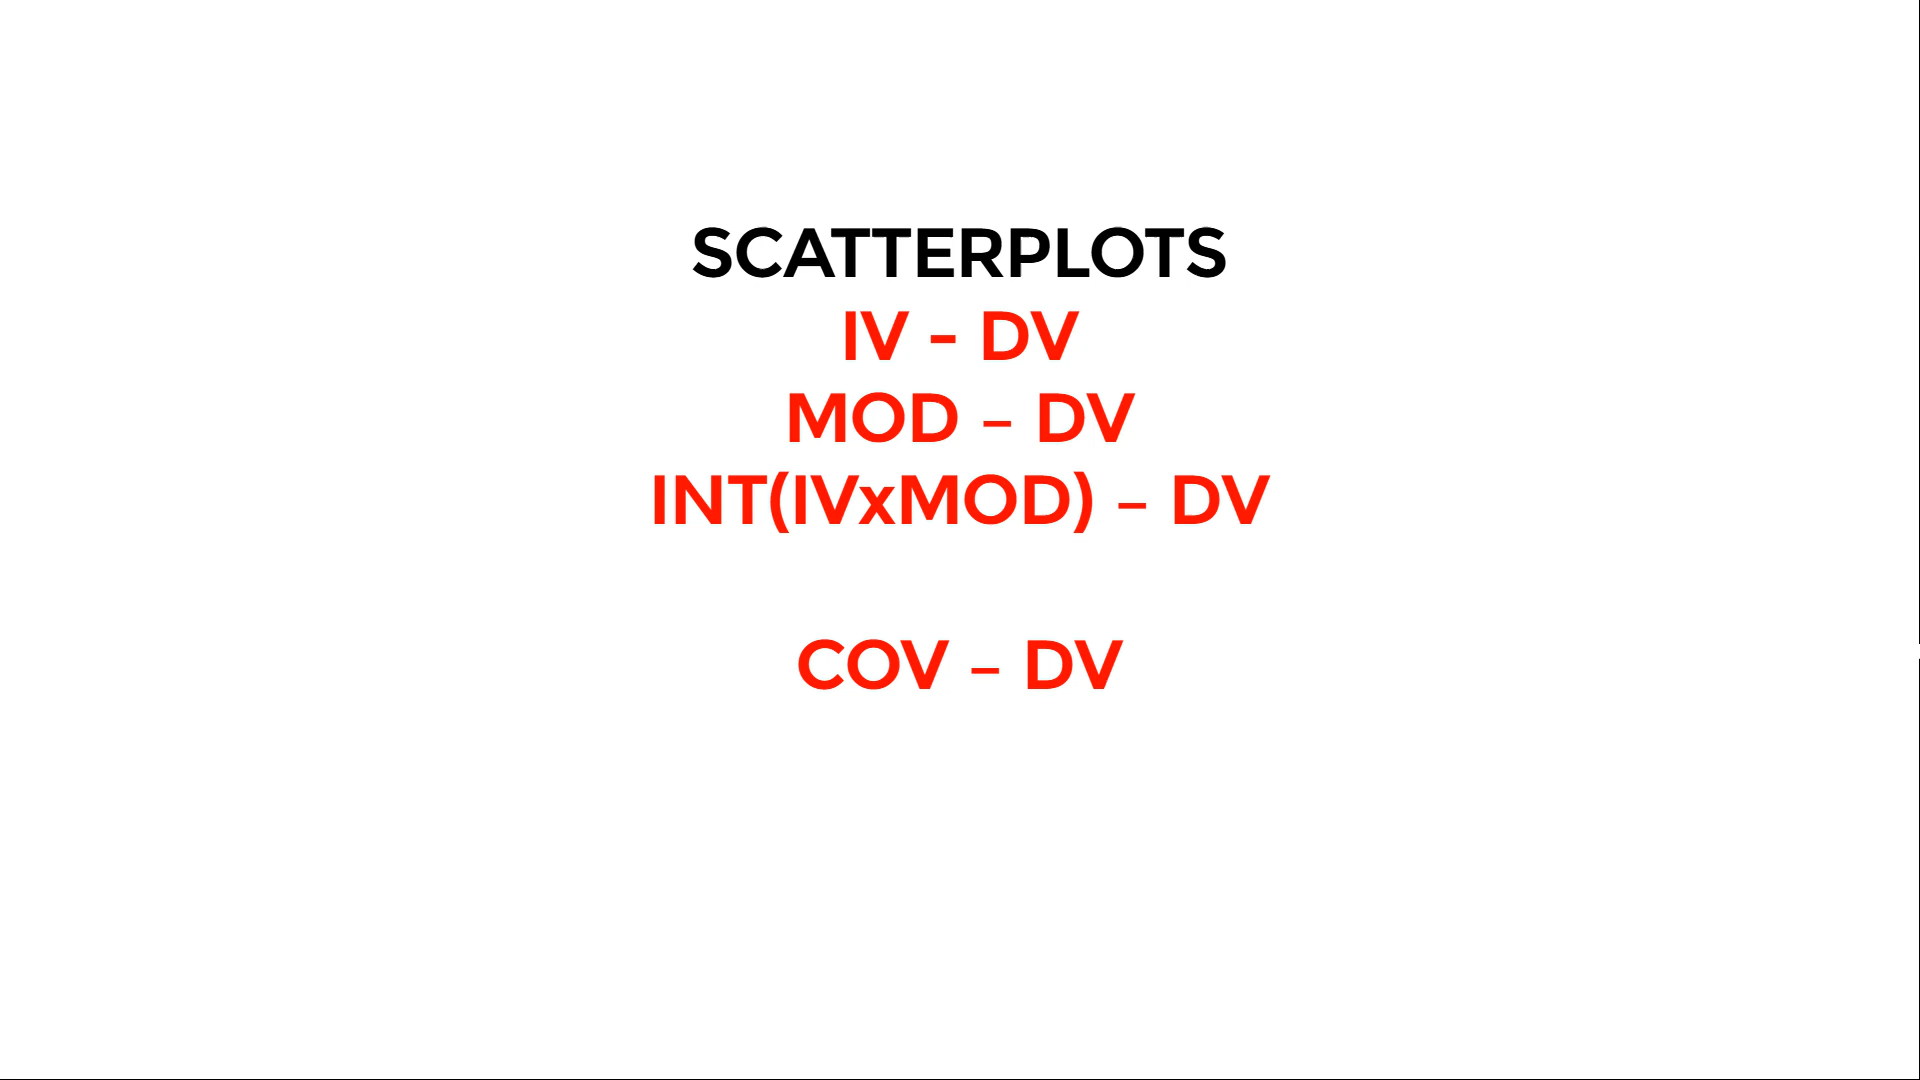 SCATTERPLOTS
IV - DV
MOD – DV
INT(IVxMOD) – DV
COV – DV